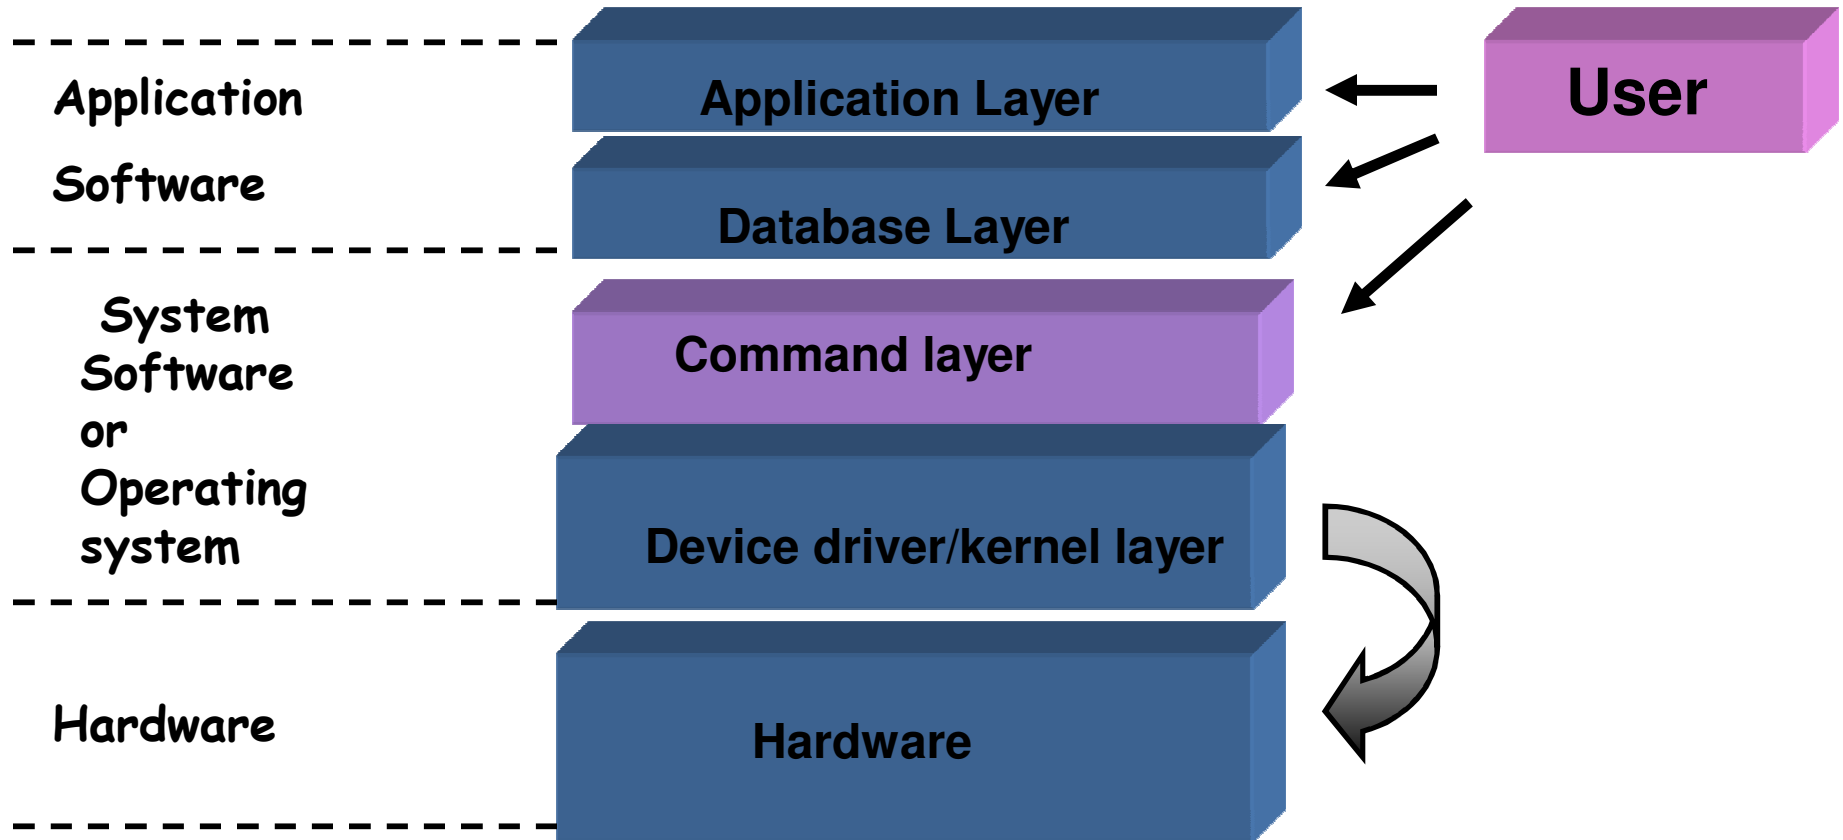 Application
Software
System
Software
or
Operating
system
Hardware
Application Layer
Database Layer
Command layer
Device driver/kernel layer
Hardware
User